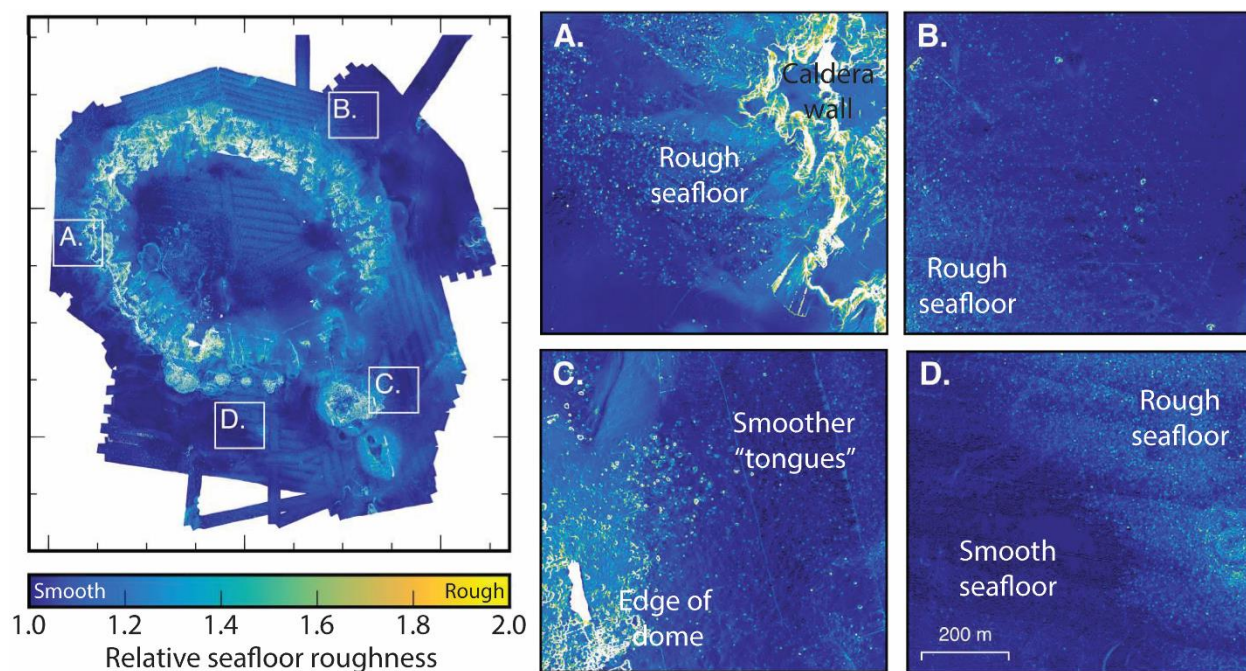 A.
B.
C.
D.
Smooth
Rough
1.0
1.2
1.4
1.6
1.8
2.0
Relative seafloor roughness
A.
Caldera
wall
Rough
seafloor
B.
Rough
seafloor
C.
Smoother
“tongues”
Edge of
dome
D.
Rough
seafloor
Smooth
seafloor
200 m